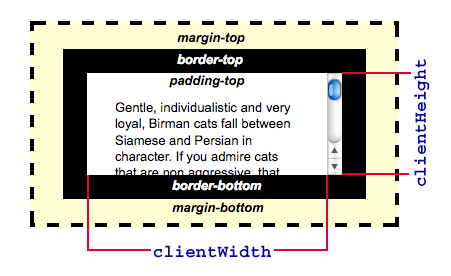 margin-top
border-top
padding-top
Gentle, individualistic and very
loyal, Birman cats fall between
Siamese and Persian in
character. If you admire cats
that are non aggressive, that
border-bottom
margin-bottom
clientWidth
clientHeight